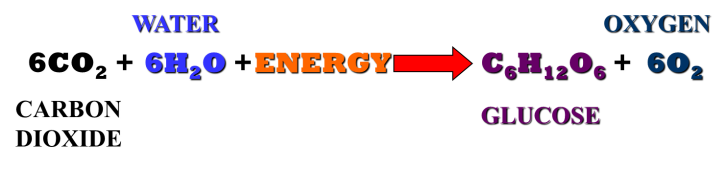 WATER OXYGEN
6CO₂ + 6H₂O + ENERGY C₆H₁₂O₆ + 6O₂
CARBON GLUCOSE
DIOXIDE